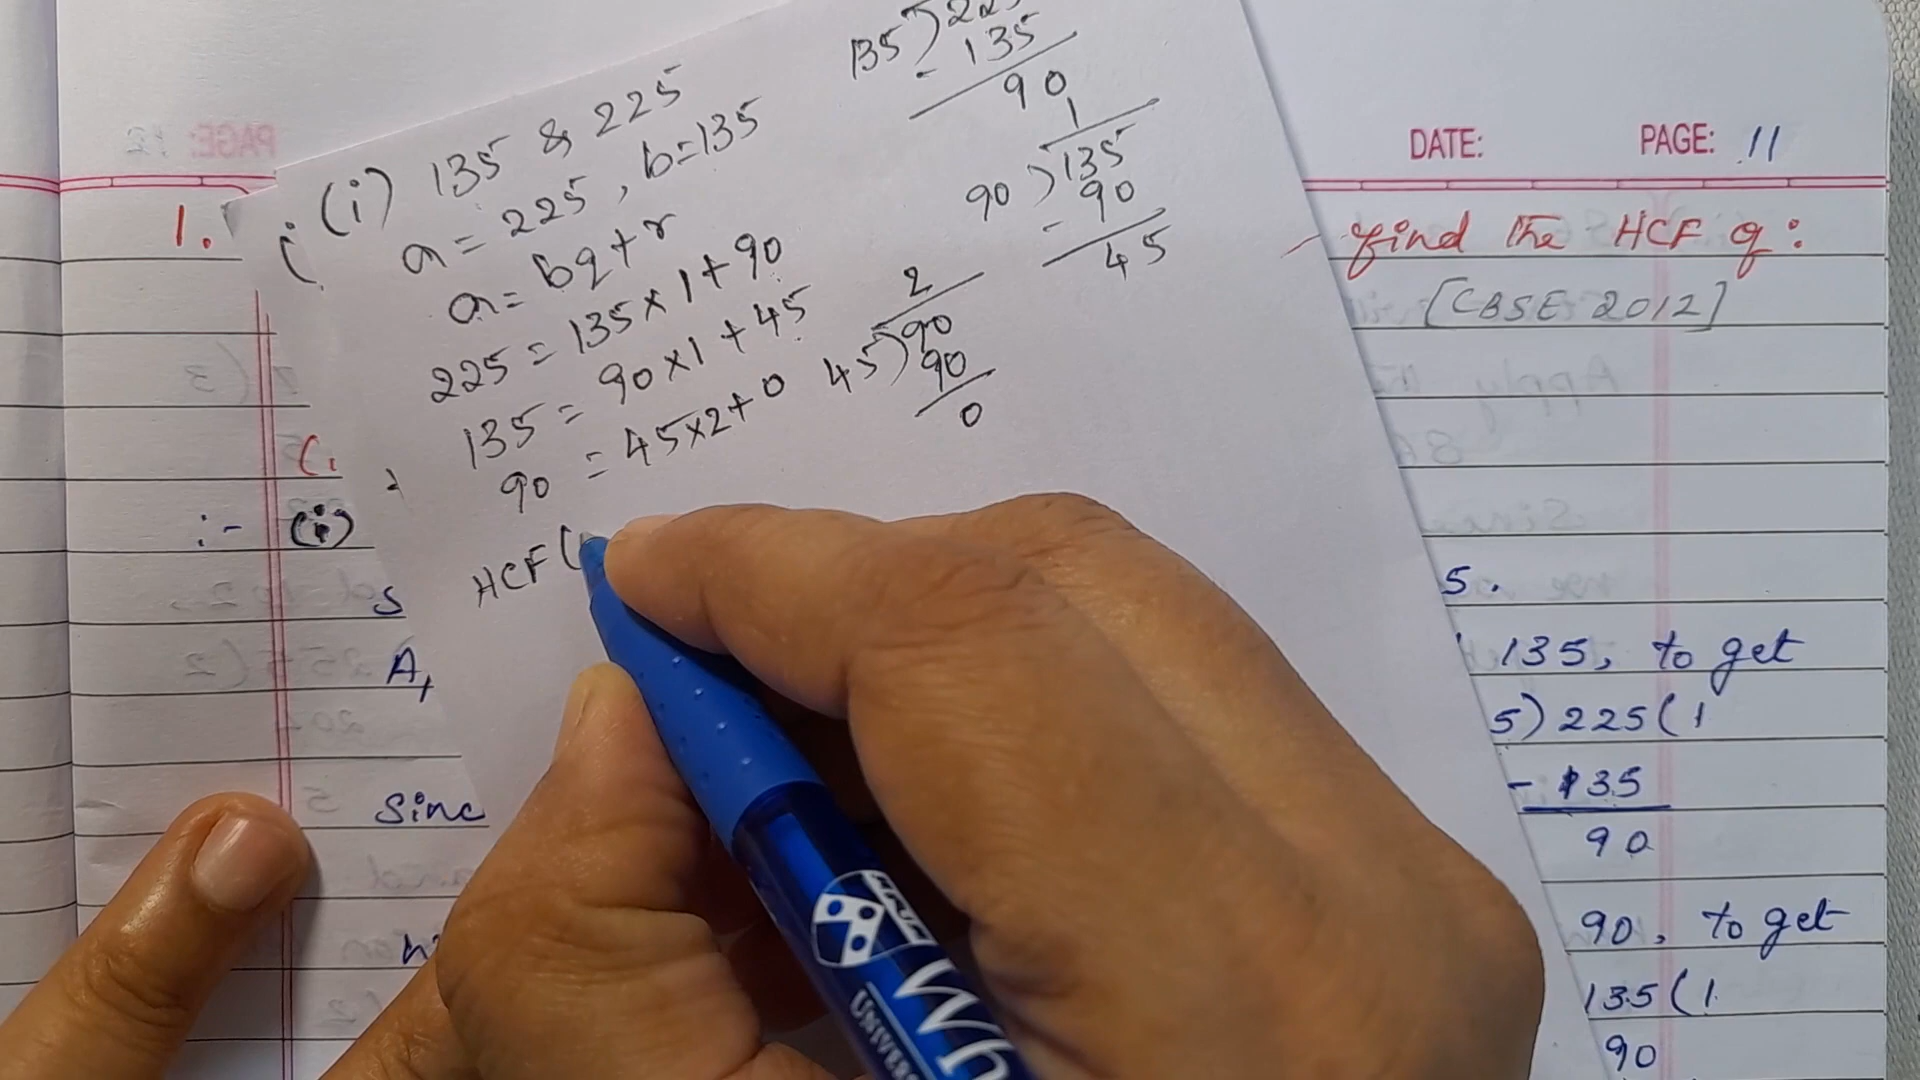 (i) 135 & 225
a = 225, b = 135
a = bq + r
225 = 135 × 1 + 90
135 = 90 × 1 + 45
90 = 45 × 2 + 0
HCF (
135 ) 225
- 135
90
1
90 ) 135
- 90
45
2
45 ) 90
90
0
DATE: PAGE: 11
1.
find the HCF of :
[CBSE 2012]
:- (i)
5.
135, to get
5) 225 ( 1
- 135
90
Sinc
90, to get
135 ( 1
90
UNIVERS